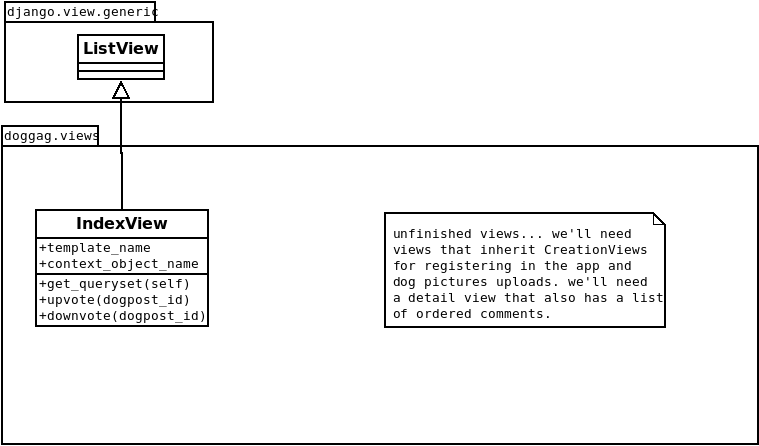 django.view.generic
ListView
doggag.views
IndexView
+template_name
+context_object_name
+get_queryset(self)
+upvote(dogpost_id)
+downvote(dogpost_id)
unfinished views... we'll need
views that inherit CreationViews
for registering in the app and
dog pictures uploads. we'll need
a detail view that also has a list
of ordered comments.